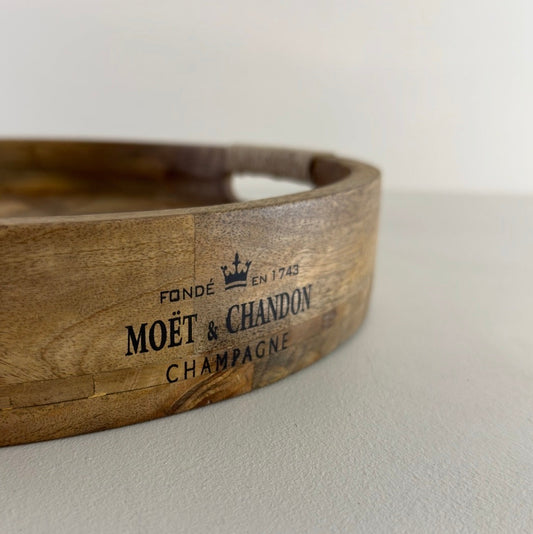 FONDÉ EN 1743
MOËT & CHANDON
CHAMPAGNE